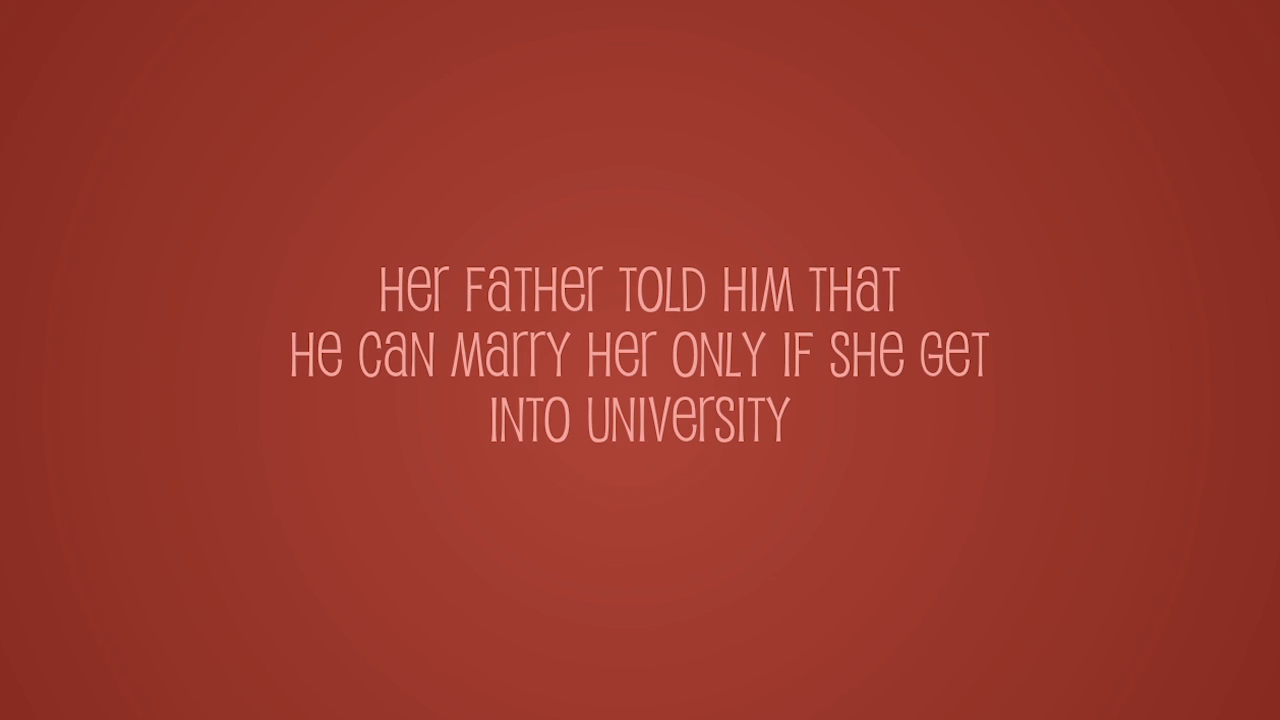 Her Father told him that
he can marry her only if she get
into university